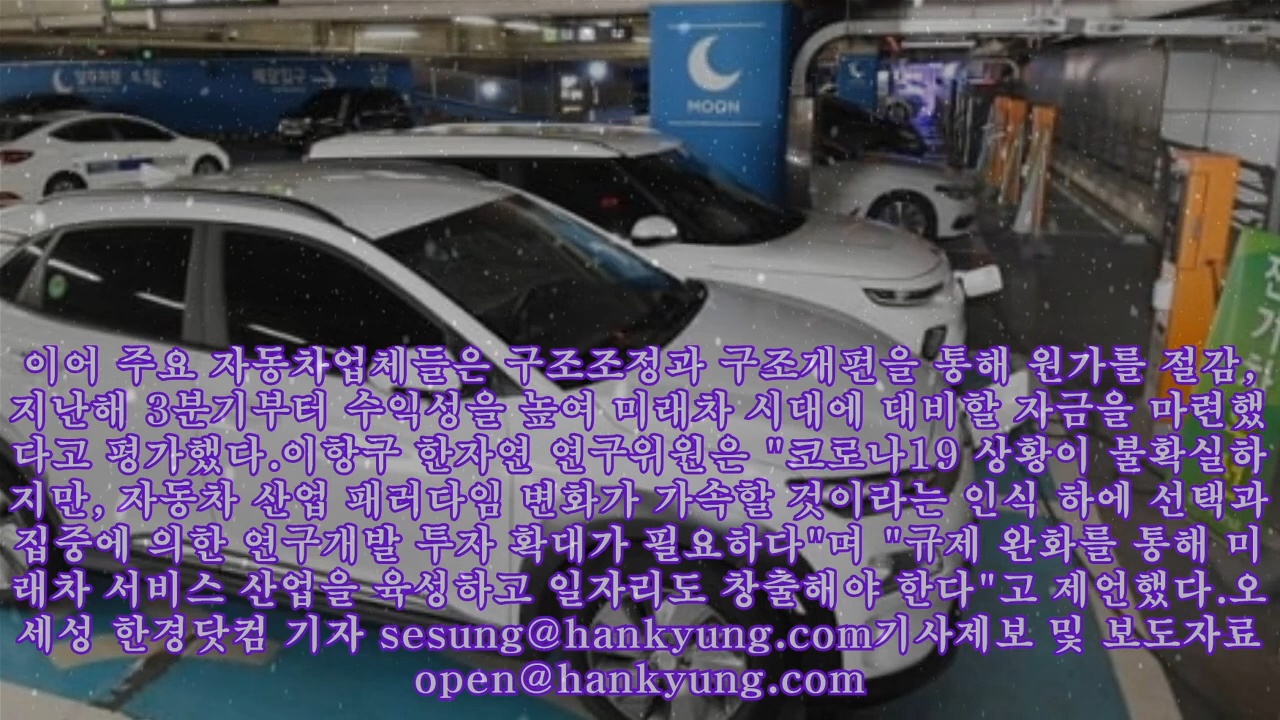 MOON
전기
이어 주요 자동차업체들은 구조조정과 구조개편을 통해 원가를 절감,
지난해 3분기부터 수익성을 높여 미래차 시대에 대비할 자금을 마련했
다고 평가했다.이항구 한자연 연구위원은 "코로나19 상황이 불확실하
지만, 자동차 산업 패러다임 변화가 가속할 것이라는 인식 하에 선택과
집중에 의한 연구개발 투자 확대가 필요하다"며 "규제 완화를 통해 미
래차 서비스 산업을 육성하고 일자리도 창출해야 한다"고 제언했다.오
세성 한경닷컴 기자 sesung@hankyung.com기사제보 및 보도자료
open@hankyung.com